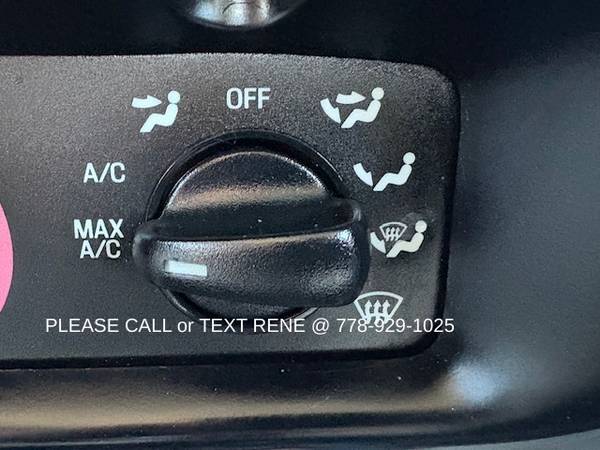 OFF
A/C
MAX
A/C
PLEASE CALL or TEXT RENE @ 778-929-1025